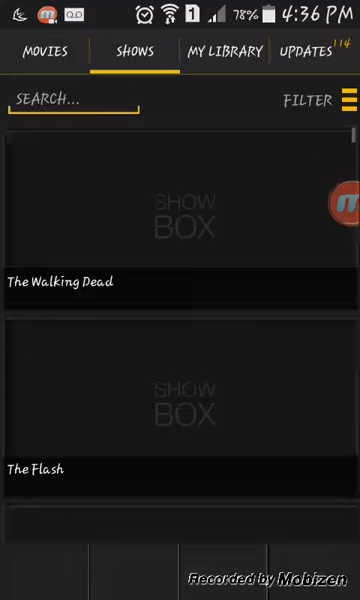 1 78% 4:36 PM
MOVIES SHOWS MY LIBRARY UPDATES 114
SEARCH... FILTER
SHOW
BOX
m
The Walking Dead
SHOW
BOX
The Flash
Recorded by Mobizen